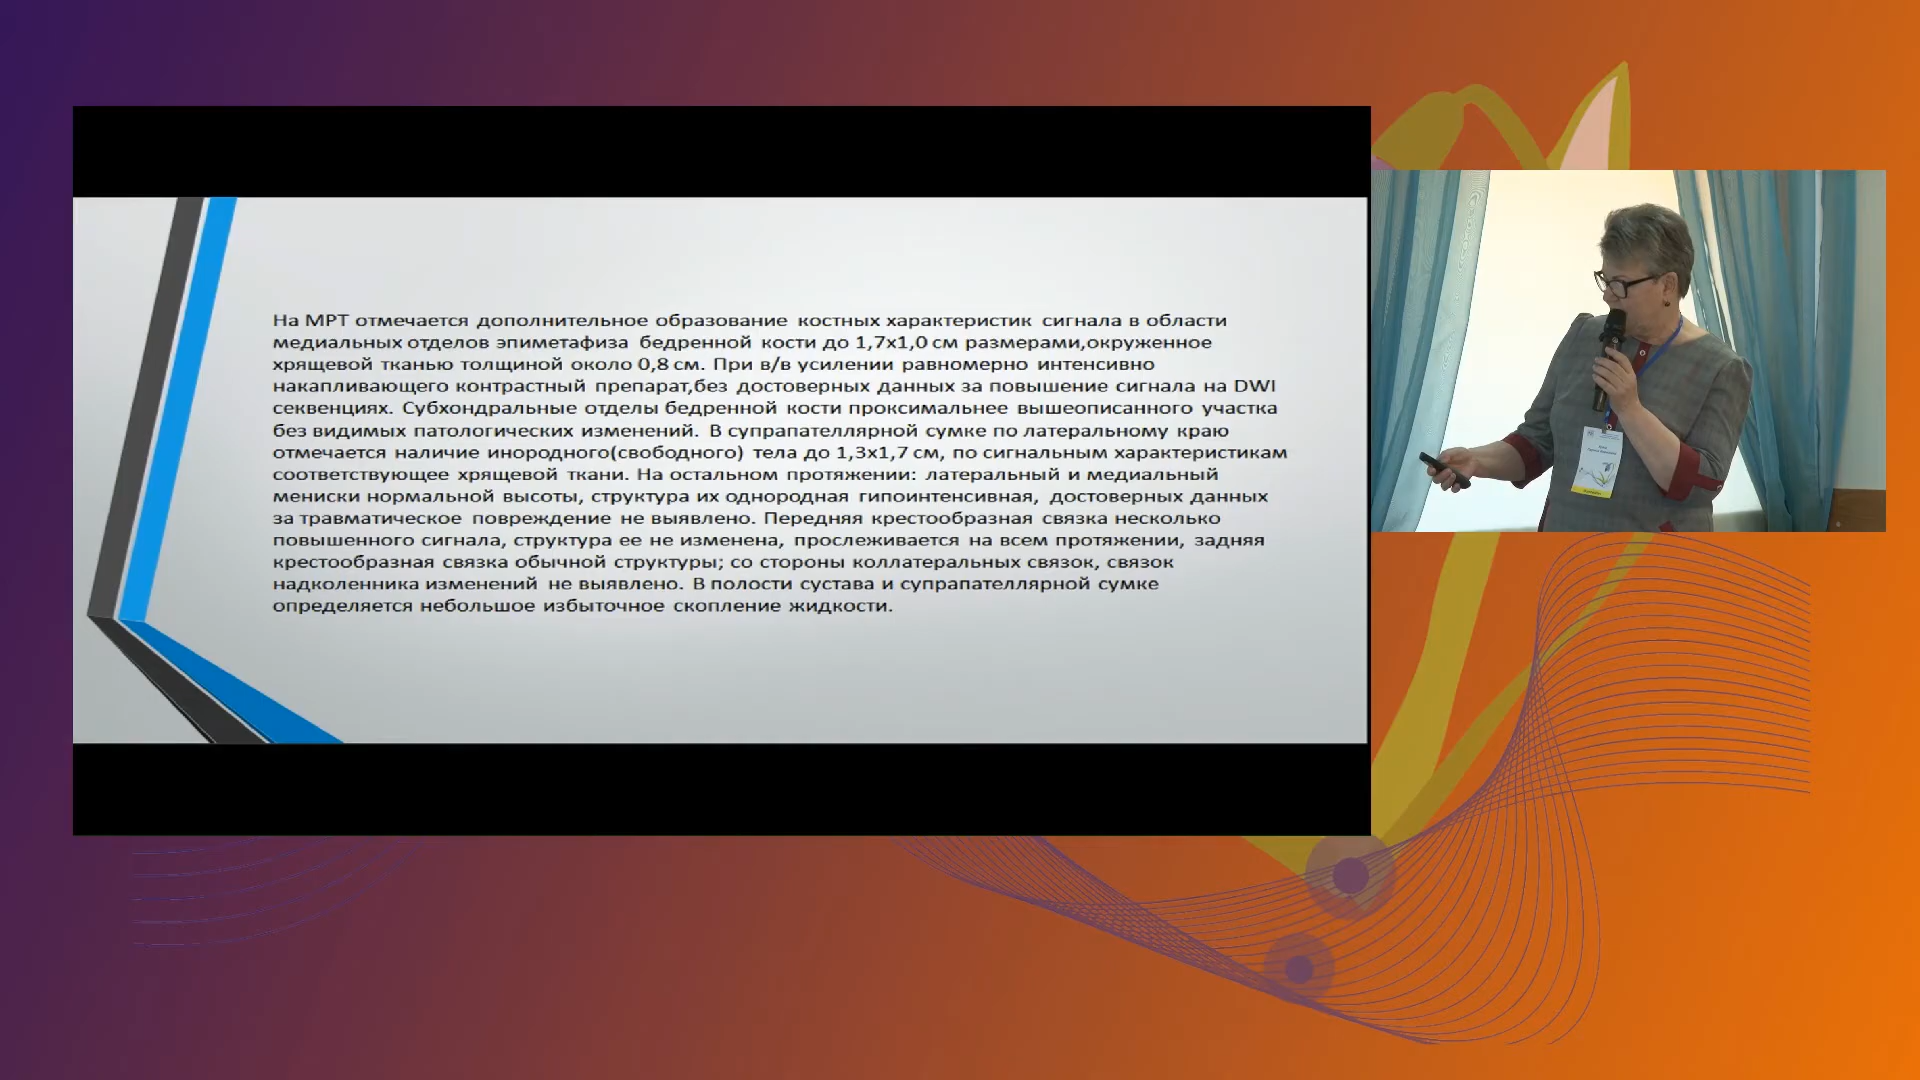 На МРТ отмечается дополнительное образование костных характеристик сигнала в области
медиальных отделов эпиметафиза бедренной кости до 1,7х1,0 см размерами,окруженное
хрящевой тканью толщиной около 0,8 см. При в/в усилении равномерно интенсивно
накапливающего контрастный препарат,без достоверных данных за повышение сигнала на DWI
секвенциях. Субхондральные отделы бедренной кости проксимальнее вышеописанного участка
без видимых патологических изменений. В супрапателлярной сумке по латеральному краю
отмечается наличие инородного(свободного) тела до 1,3х1,7 см, по сигнальным характеристикам
соответствующее хрящевой ткани. На остальном протяжении: латеральный и медиальный
мениски нормальной высоты, структура их однородная гипоинтенсивная, достоверных данных
за травматическое повреждение не выявлено. Передняя крестообразная связка несколько
повышенного сигнала, структура ее не изменена, прослеживается на всем протяжении, задняя
крестообразная связка обычной структуры; со стороны коллатеральных связок, связок
надколенника изменений не выявлено. В полости сустава и супрапателлярной сумке
определяется небольшое избыточное скопление жидкости.